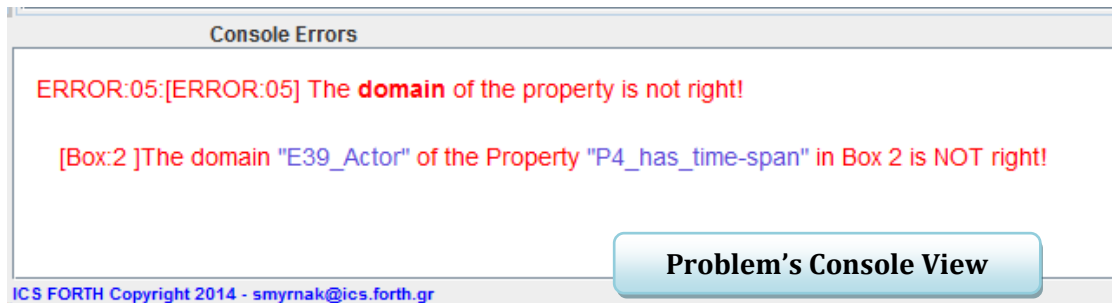 Console Errors
ERROR:05:[ERROR:05] The domain of the property is not right!
[Box:2 ]The domain "E39_Actor" of the Property "P4_has_time-span" in Box 2 is NOT right!
Problem's Console View
ICS FORTH Copyright 2014 - smyrnak@ics.forth.gr